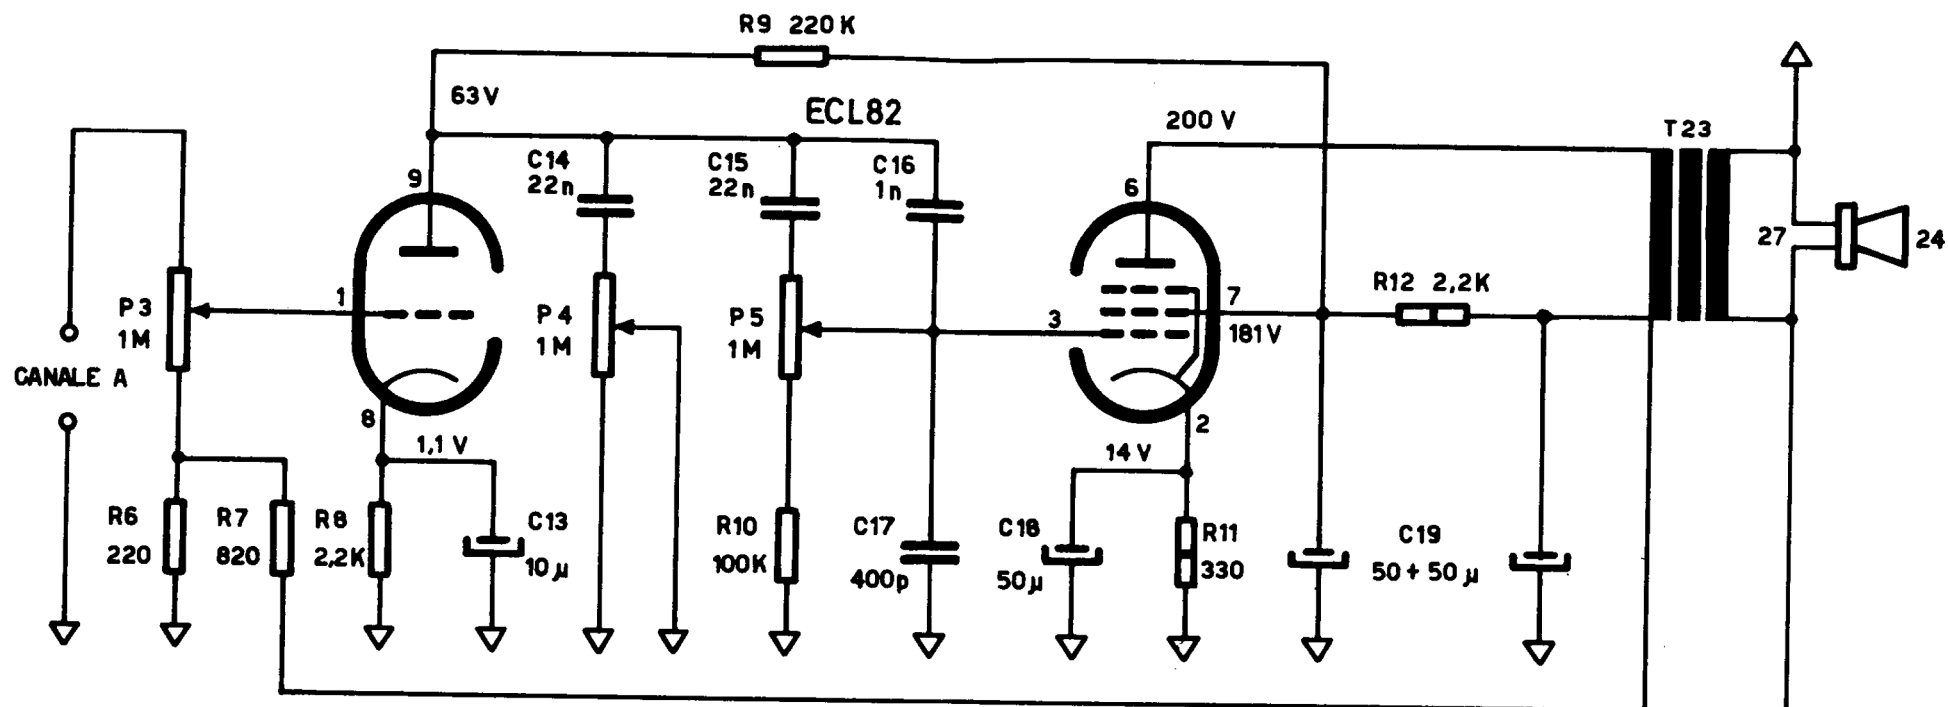 R9 220K
63V
ECL82
200 V
T23
9
C14
22n
C15
22n
C16
1n
6
27
24
P3
1M
1
P4
1M
P5
1M
3
7
181V
R12 2,2K
CANALE A
8
1,1 V
2
14 V
R6
220
R7
820
R8
2,2K
C13
10μ
R10
100K
C17
400p
C18
50μ
R11
330
C19
50+50μ